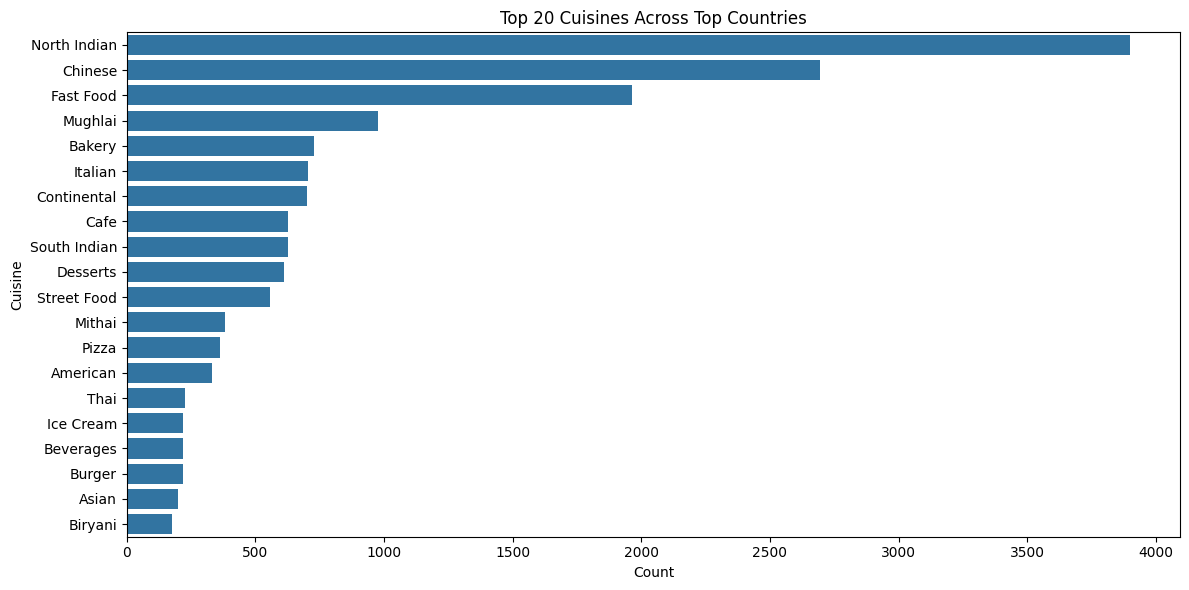 Top 20 Cuisines Across Top Countries
Cuisine
North Indian
Chinese
Fast Food
Mughlai
Bakery
Italian
Continental
Cafe
South Indian
Desserts
Street Food
Mithai
Pizza
American
Thai
Ice Cream
Beverages
Burger
Asian
Biryani
0 500 1000 1500 2000 2500 3000 3500 4000
Count